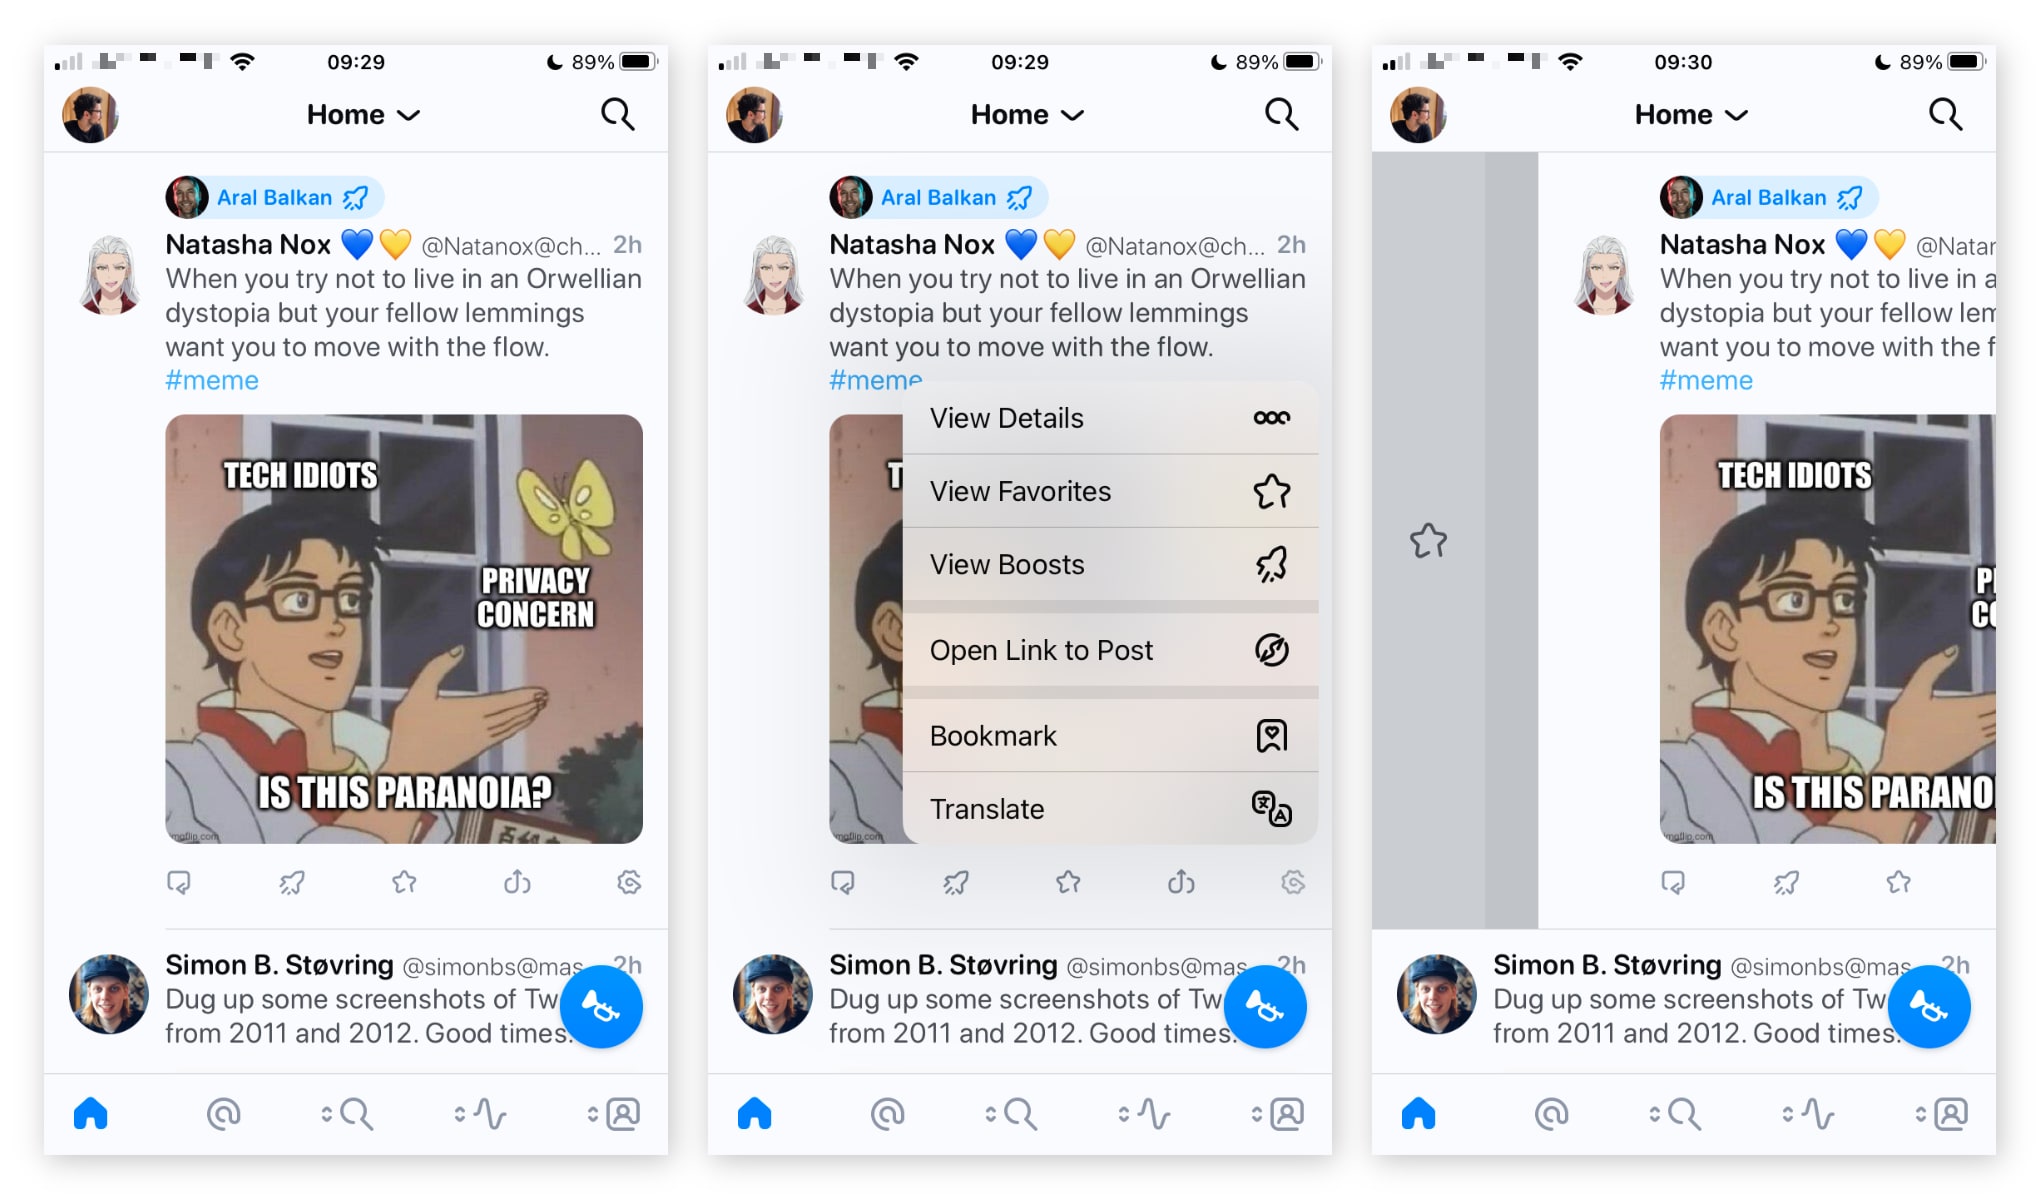 09:29
89%
Home
Aral Balkan
Natasha Nox 💙💛 @Natanox@ch... 2h
When you try not to live in an Orwellian
dystopia but your fellow lemmings
want you to move with the flow.
#meme
TECH IDIOTS
PRIVACY
CONCERN
IS THIS PARANOIA?
imgflip.com
Simon B. Støvring @simonbs@mas 2h
Dug up some screenshots of Tw
from 2011 and 2012. Good times.
09:29
89%
Home
Aral Balkan
Natasha Nox 💙💛 @Natanox@ch... 2h
When you try not to live in an Orwellian
dystopia but your fellow lemmings
want you to move with the flow.
#meme
T
View Details
View Favorites
View Boosts
Open Link to Post
Bookmark
Translate
imgflip.com
Simon B. Støvring @simonbs@mas 2h
Dug up some screenshots of Tw
from 2011 and 2012. Good times.
09:30
89%
Home
Aral Balkan
Natasha Nox 💙💛 @Natan
When you try not to live in a
dystopia but your fellow lem
want you to move with the f
#meme
TECH IDIOTS
P
CO
IS THIS PARANO
imgflip.com
Simon B. Støvring @simonbs@mas 2h
Dug up some screenshots of Tw
from 2011 and 2012. Good times.